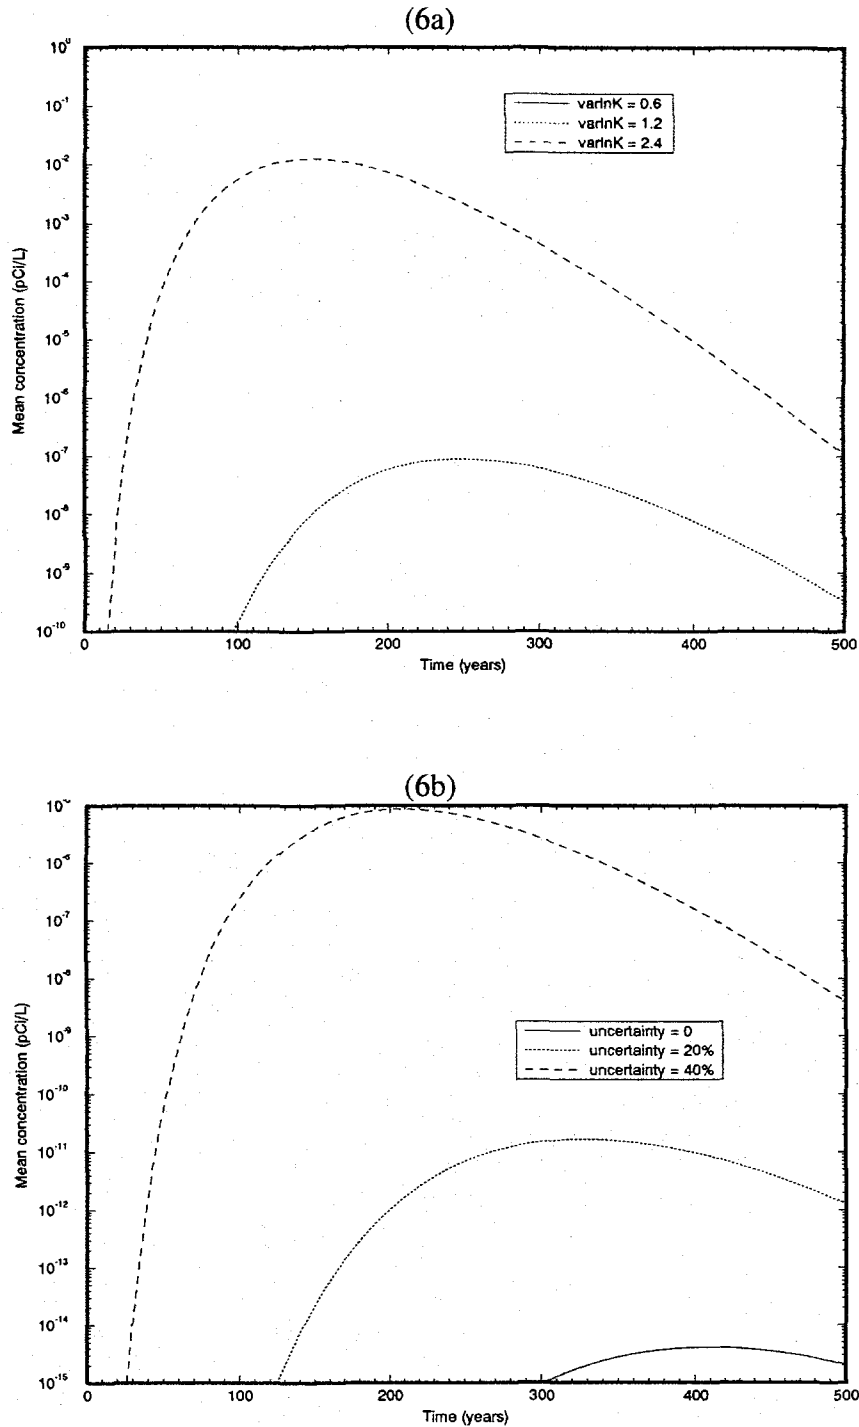 (6a)
10⁰
10⁻¹
10⁻²
10⁻³
10⁻⁴
10⁻⁵
10⁻⁶
10⁻⁷
10⁻⁸
10⁻⁹
10⁻¹⁰
Mean concentration (pCi/L)
varlnK = 0.6
varlnK = 1.2
varlnK = 2.4
0 100 200 300 400 500
Time (years)
(6b)
10⁻⁶
10⁻⁷
10⁻⁸
10⁻⁹
10⁻¹⁰
10⁻¹¹
10⁻¹²
10⁻¹³
10⁻¹⁴
10⁻¹⁵
Mean concentration (pCi/L)
uncertainty = 0
uncertainty = 20%
uncertainty = 40%
0 100 200 300 400 500
Time (years)